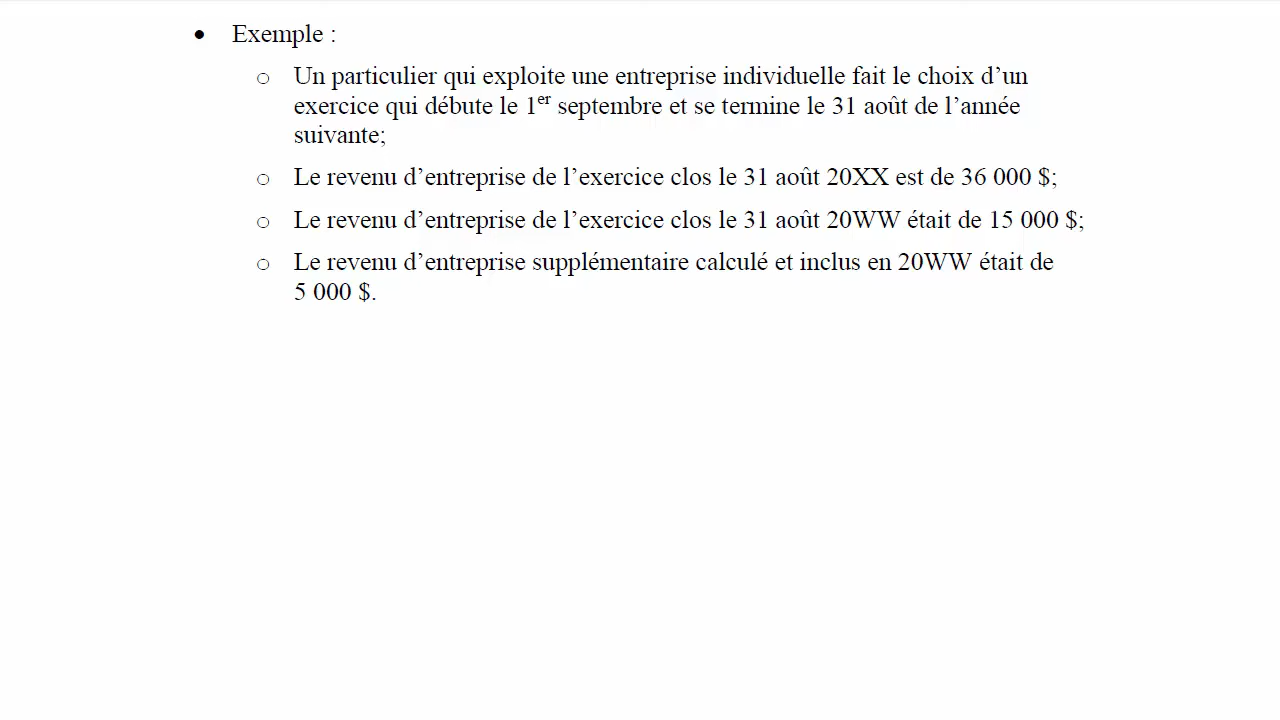 • Exemple :
o Un particulier qui exploite une entreprise individuelle fait le choix d’un
exercice qui débute le 1er septembre et se termine le 31 août de l’année
suivante;
o Le revenu d’entreprise de l’exercice clos le 31 août 20XX est de 36 000 $;
o Le revenu d’entreprise de l’exercice clos le 31 août 20WW était de 15 000 $;
o Le revenu d’entreprise supplémentaire calculé et inclus en 20WW était de
5 000 $.